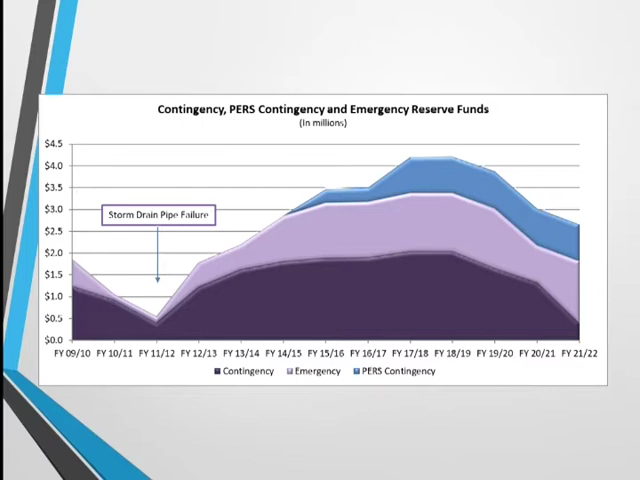 Contingency, PERS Contingency and Emergency Reserve Funds
(In millions)
$4.5
$4.0
$3.5
$3.0
$2.5
$2.0
$1.5
$1.0
$0.5
$0.0
Storm Drain Pipe Failure
FY 09/10 FY 10/11 FY 11/12 FY 12/13 FY 13/14 FY 14/15 FY 15/16 FY 16/17 FY 17/18 FY 18/19 FY 19/20 FY 20/21 FY 21/22
Contingency Emergency PERS Contingency